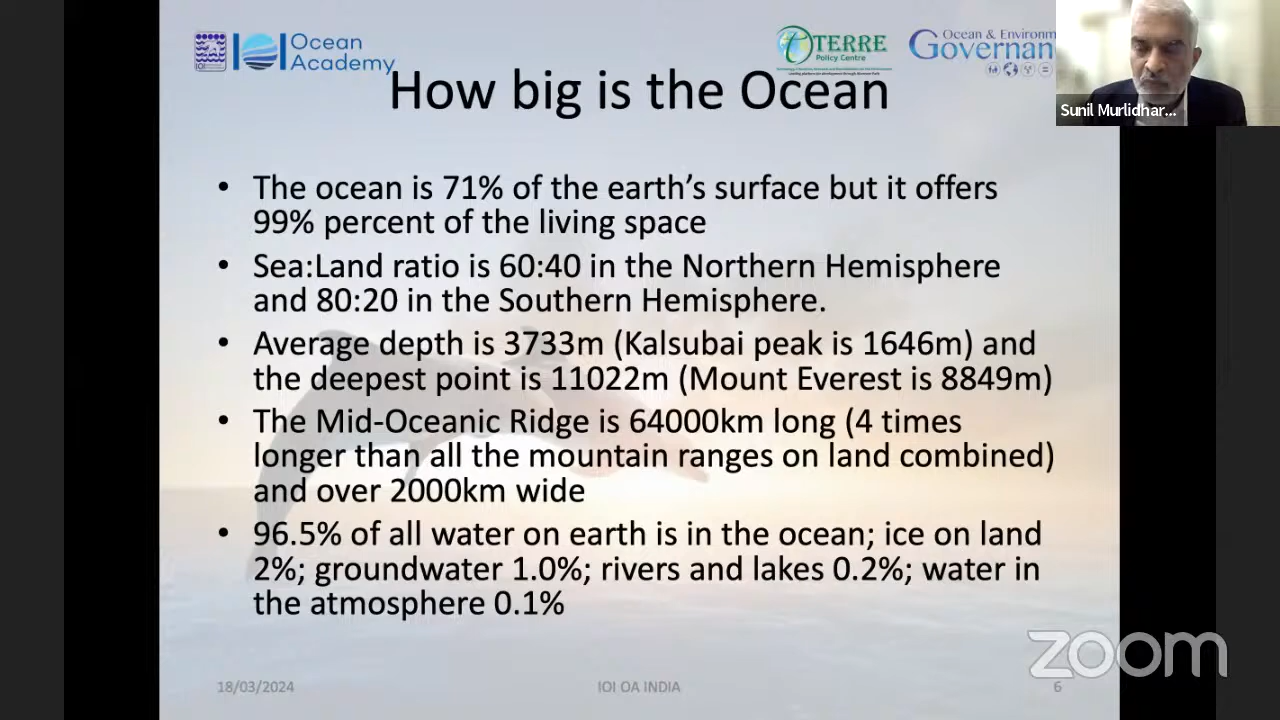 Ocean
Academy
TERRE
Policy Centre
Ocean & Environm
Governan
How big is the Ocean
Sunil Murlidhar...
• The ocean is 71% of the earth’s surface but it offers
99% percent of the living space
• Sea:Land ratio is 60:40 in the Northern Hemisphere
and 80:20 in the Southern Hemisphere.
• Average depth is 3733m (Kalsubai peak is 1646m) and
the deepest point is 11022m (Mount Everest is 8849m)
• The Mid-Oceanic Ridge is 64000km long (4 times
longer than all the mountain ranges on land combined)
and over 2000km wide
• 96.5% of all water on earth is in the ocean; ice on land
2%; groundwater 1.0%; rivers and lakes 0.2%; water in
the atmosphere 0.1%
zoom
18/03/2024
IOI OA INDIA
6